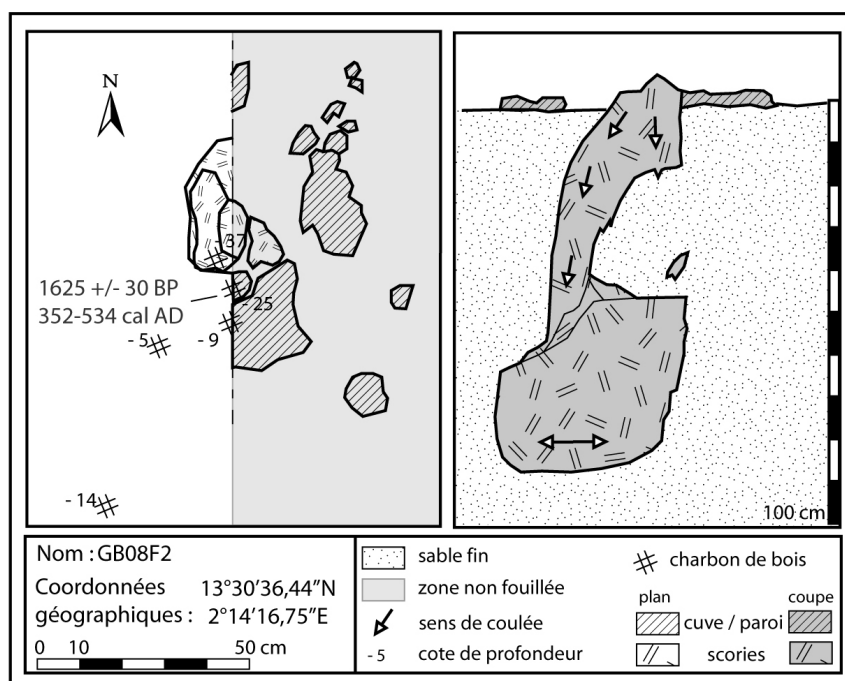 N
- 37
1625 +/- 30 BP
352-534 cal AD
- 25
- 5
- 9
- 14
100 cm
Nom : GB08F2
Coordonnées 13°30’36,44’’N
géographiques : 2°14’16,75’’E
0 10 50 cm
sable fin
zone non fouillée
sens de coulée
- 5 cote de profondeur
charbon de bois
plan coupe
cuve / paroi
scories